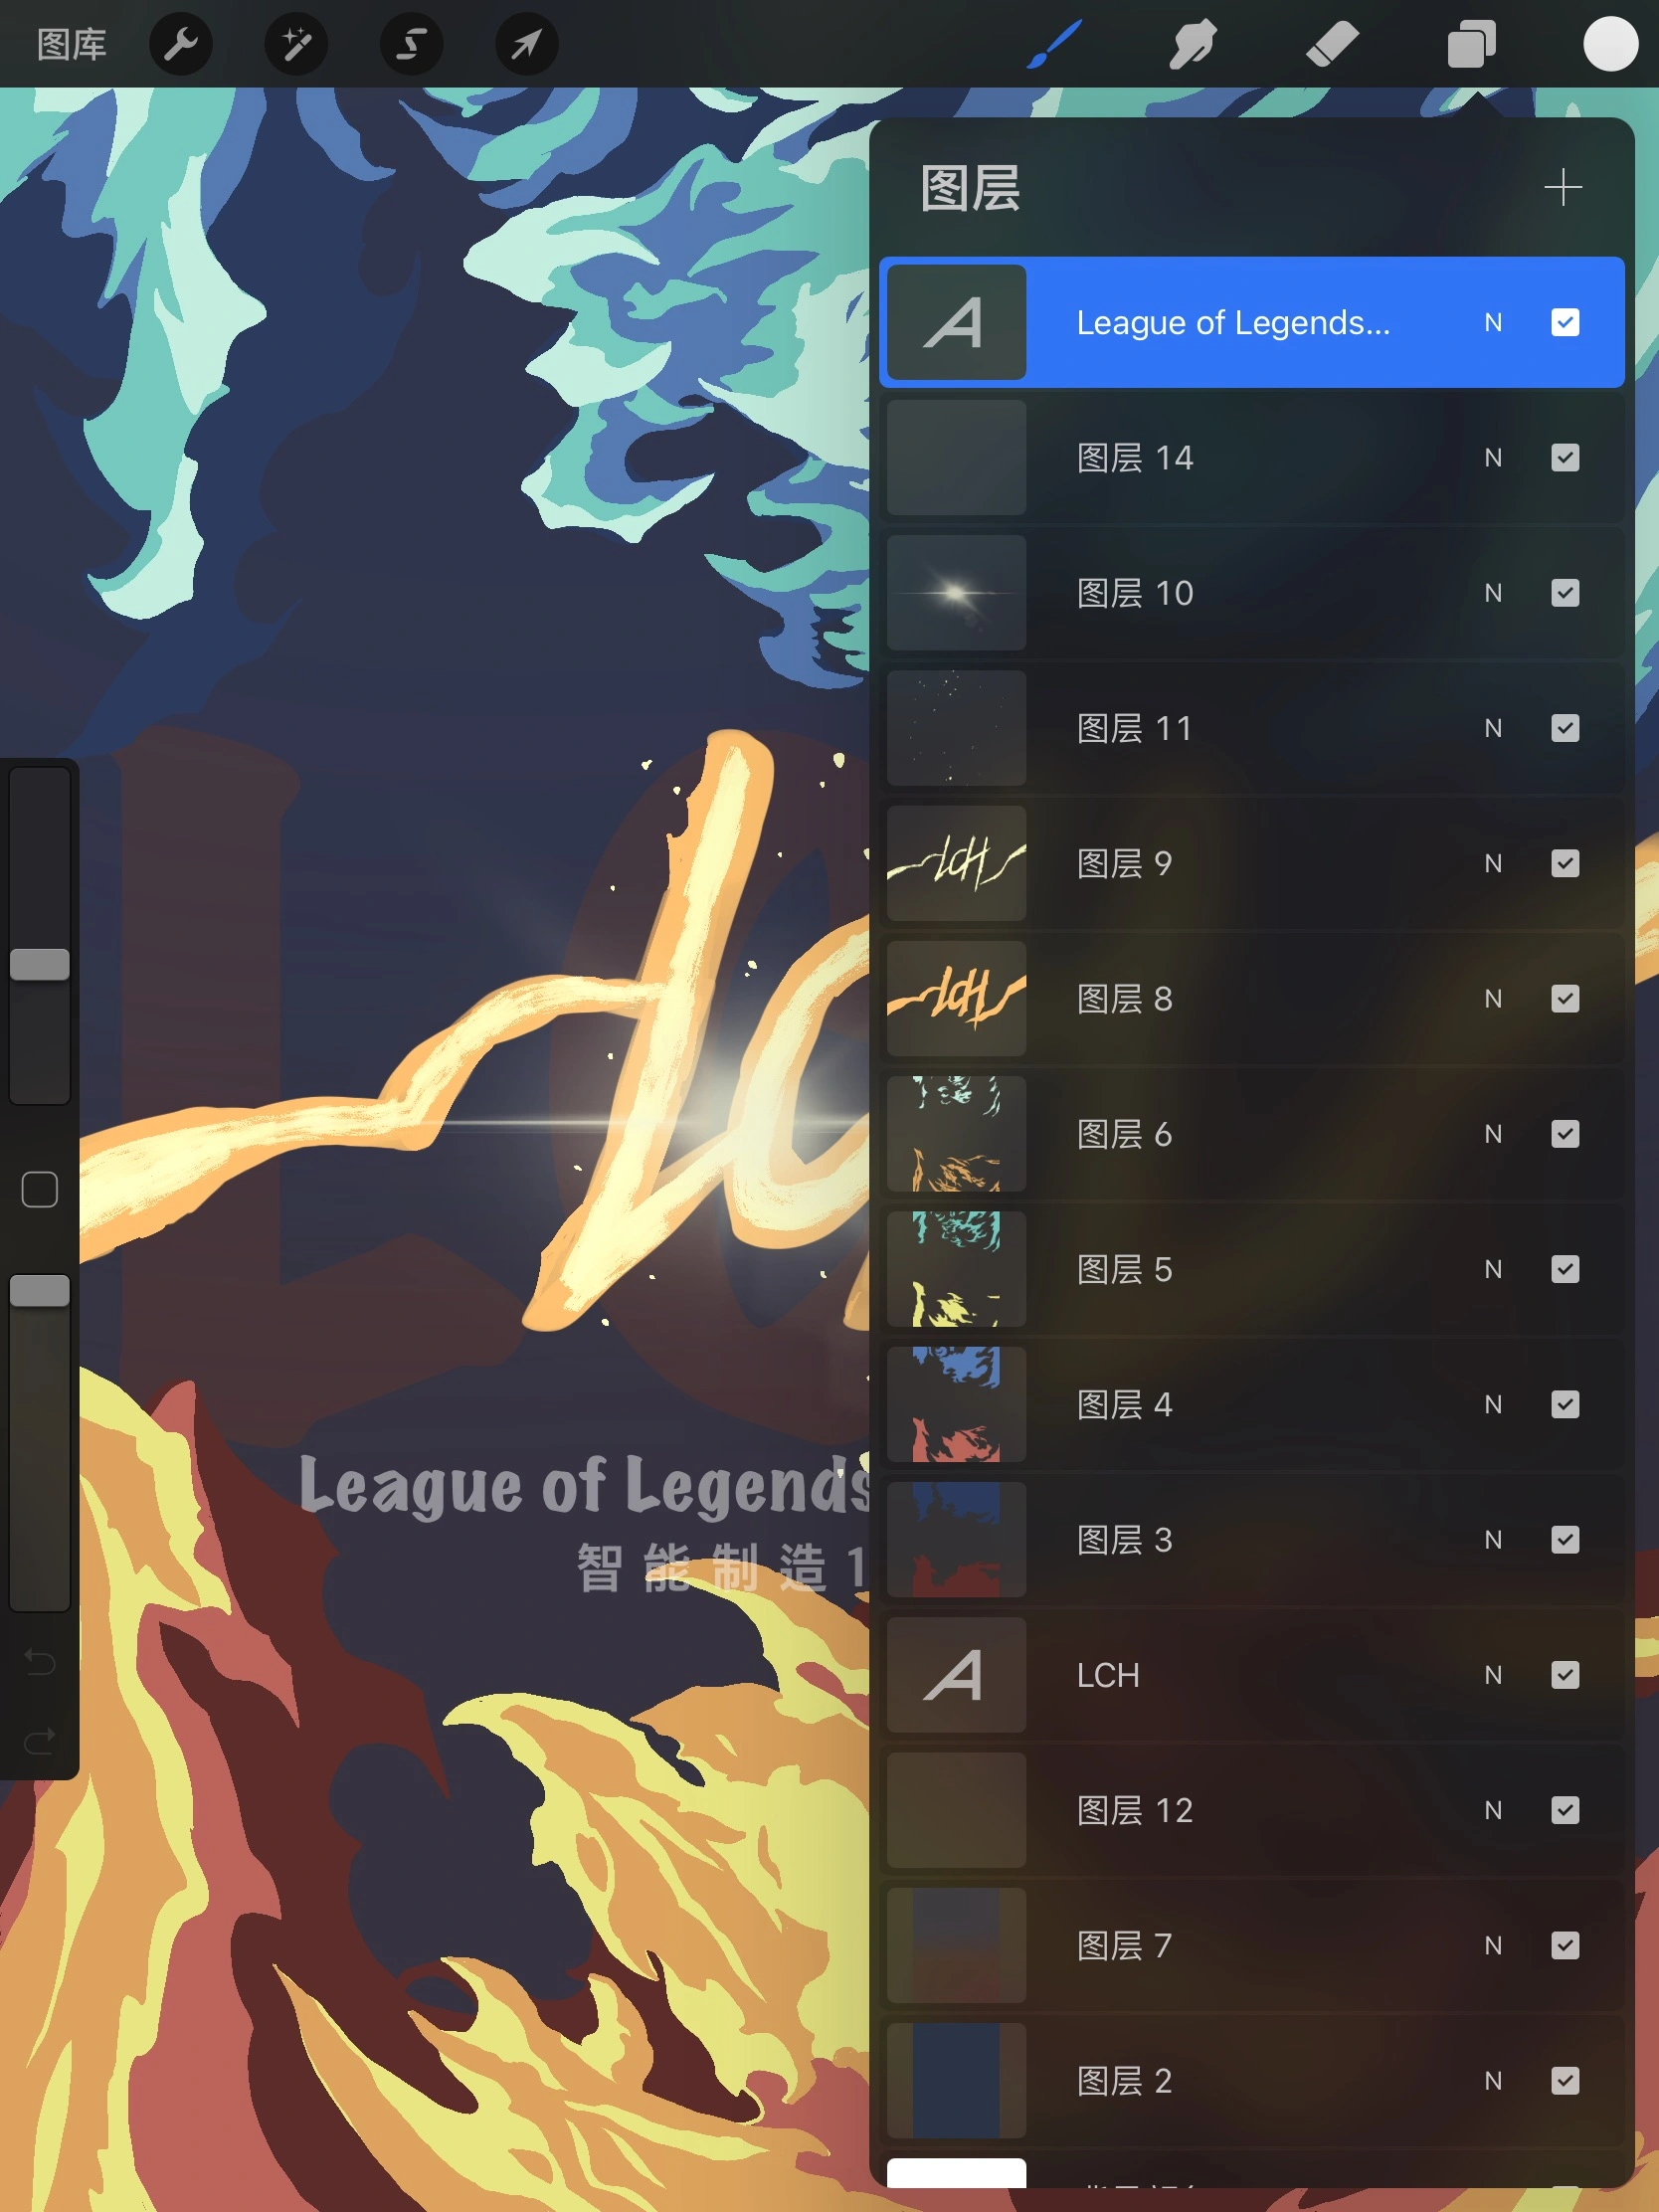 图库
图层
League of Legends... N
图层 14 N
图层 10 N
图层 11 N
图层 9 N
图层 8 N
图层 6 N
图层 5 N
图层 4 N
图层 3 N
LCH N
图层 12 N
图层 7 N
图层 2 N
League of Legends
智能制造1